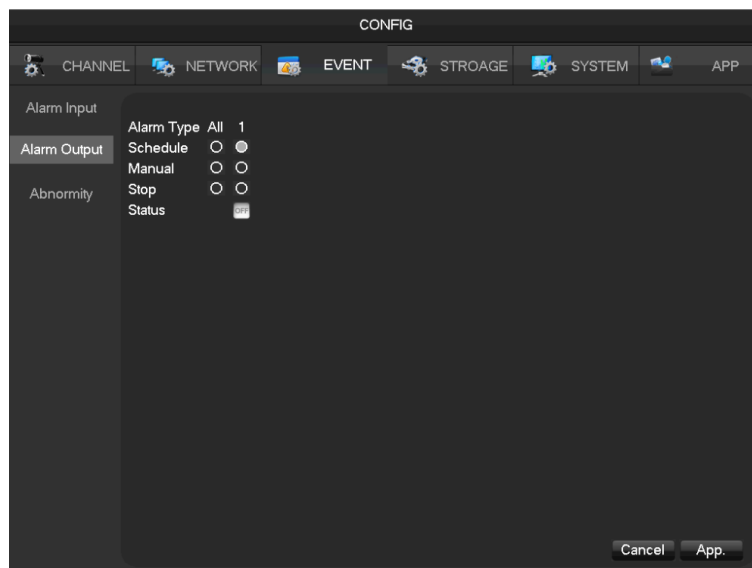 CONFIG
CHANNEL NETWORK EVENT STROAGE SYSTEM APP
Alarm Input
Alarm Output
Abnormity
Alarm Type All 1
Schedule
Manual
Stop
Status OFF
Cancel App.